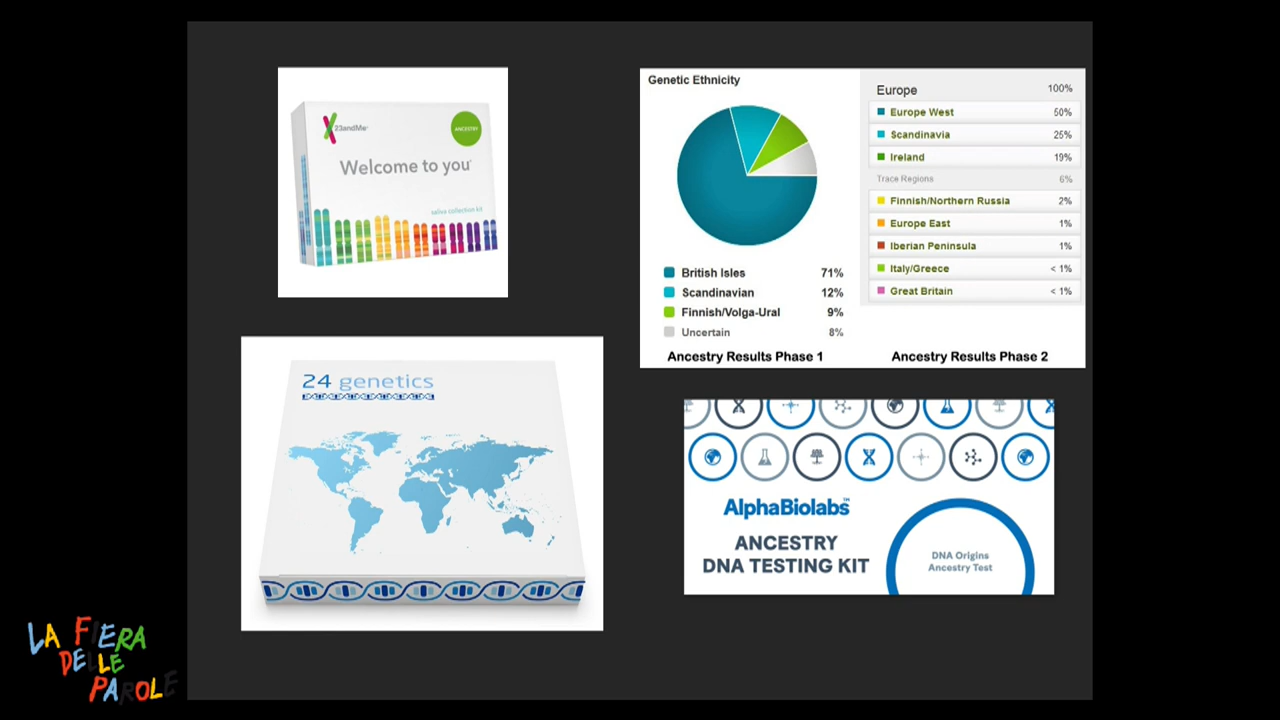 23andMe
ANCESTRY
Welcome to you
saliva collection kit
Genetic Ethnicity
British Isles 71%
Scandinavian 12%
Finnish/Volga-Ural 9%
Uncertain 8%
Ancestry Results Phase 1
Europe 100%
Europe West 50%
Scandinavia 25%
Ireland 19%
Trace Regions 6%
Finnish/Northern Russia 2%
Europe East 1%
Iberian Peninsula 1%
Italy/Greece < 1%
Great Britain < 1%
Ancestry Results Phase 2
24 genetics
AlphaBiolabs™
ANCESTRY
DNA TESTING KIT
DNA Origins
Ancestry Test
LA FIERA
DELLE
PAROLE